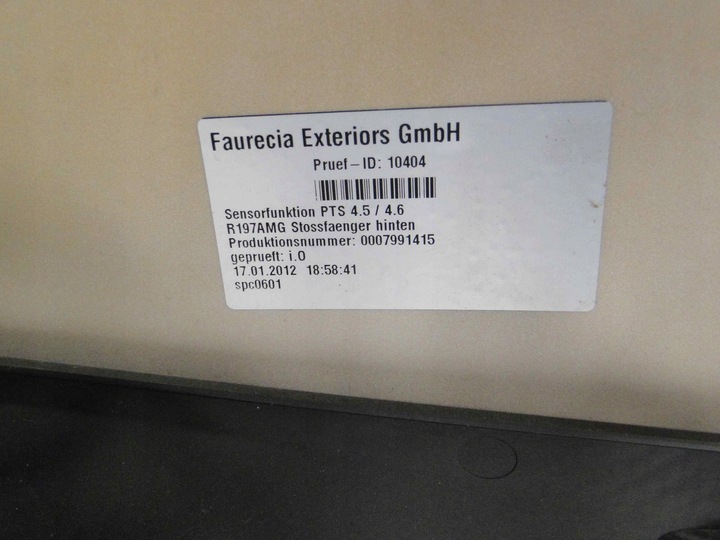 Faurecia Exteriors GmbH
Pruef-ID: 10404
Sensorfunktion PTS 4.5 / 4.6
R197AMG Stossfaenger hinten
Produktionsnummer: 0007991415
geprueft: i.O
17.01.2012 18:58:41
spc0601